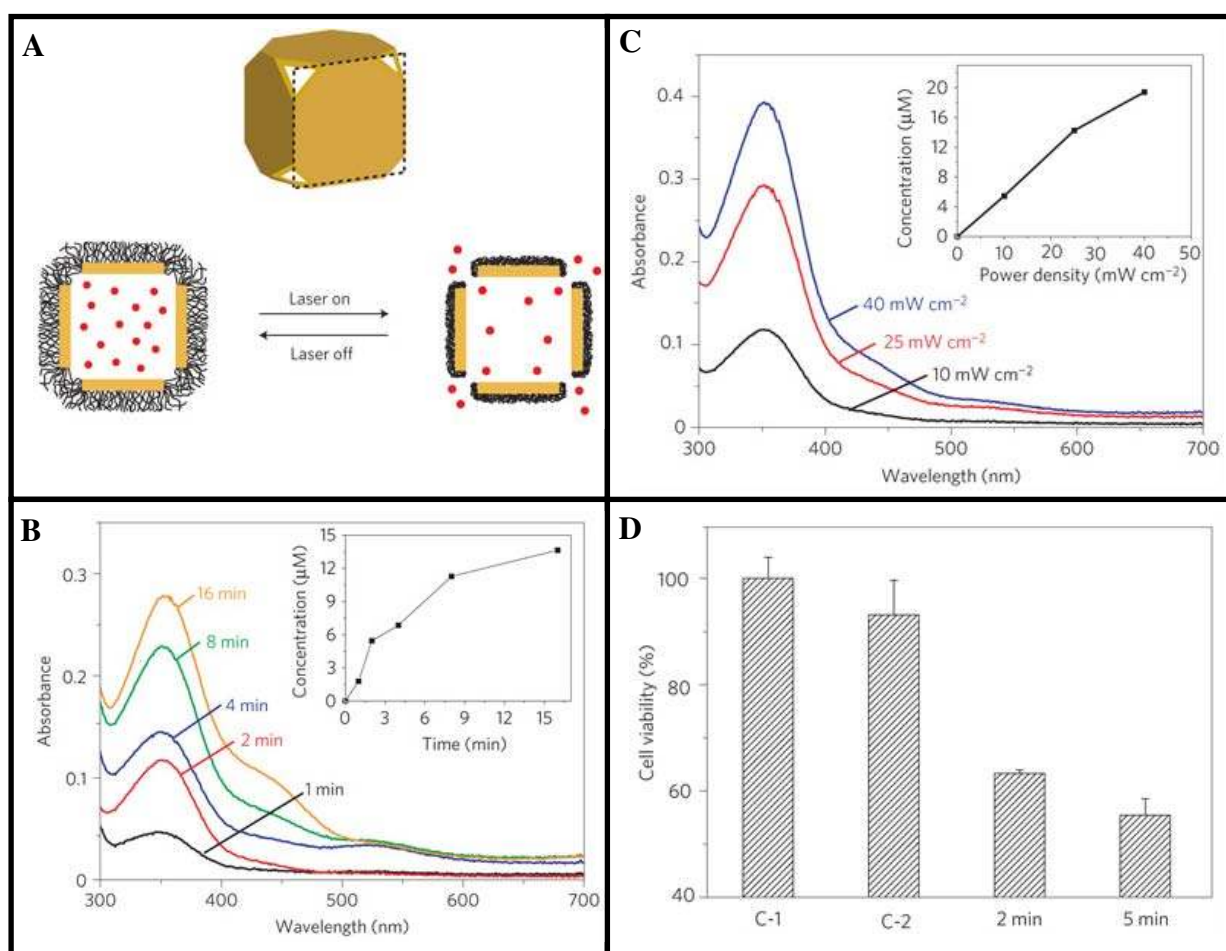 A
Laser on
Laser off
B
Absorbance
0.3
0.2
0.1
0
300
400
500
600
700
Wavelength (nm)
16 min
8 min
4 min
2 min
1 min
Concentration (μM)
15
12
9
6
3
0
0
3
6
9
12
15
Time (min)
C
Absorbance
0.4
0.3
0.2
0.1
0
300
400
500
600
700
Wavelength (nm)
40 mW cm⁻²
25 mW cm⁻²
10 mW cm⁻²
Concentration (μM)
20
16
12
8
4
0
0
10
20
30
40
50
Power density (mW cm⁻²)
D
Cell viability (%)
100
80
60
40
C-1
C-2
2 min
5 min